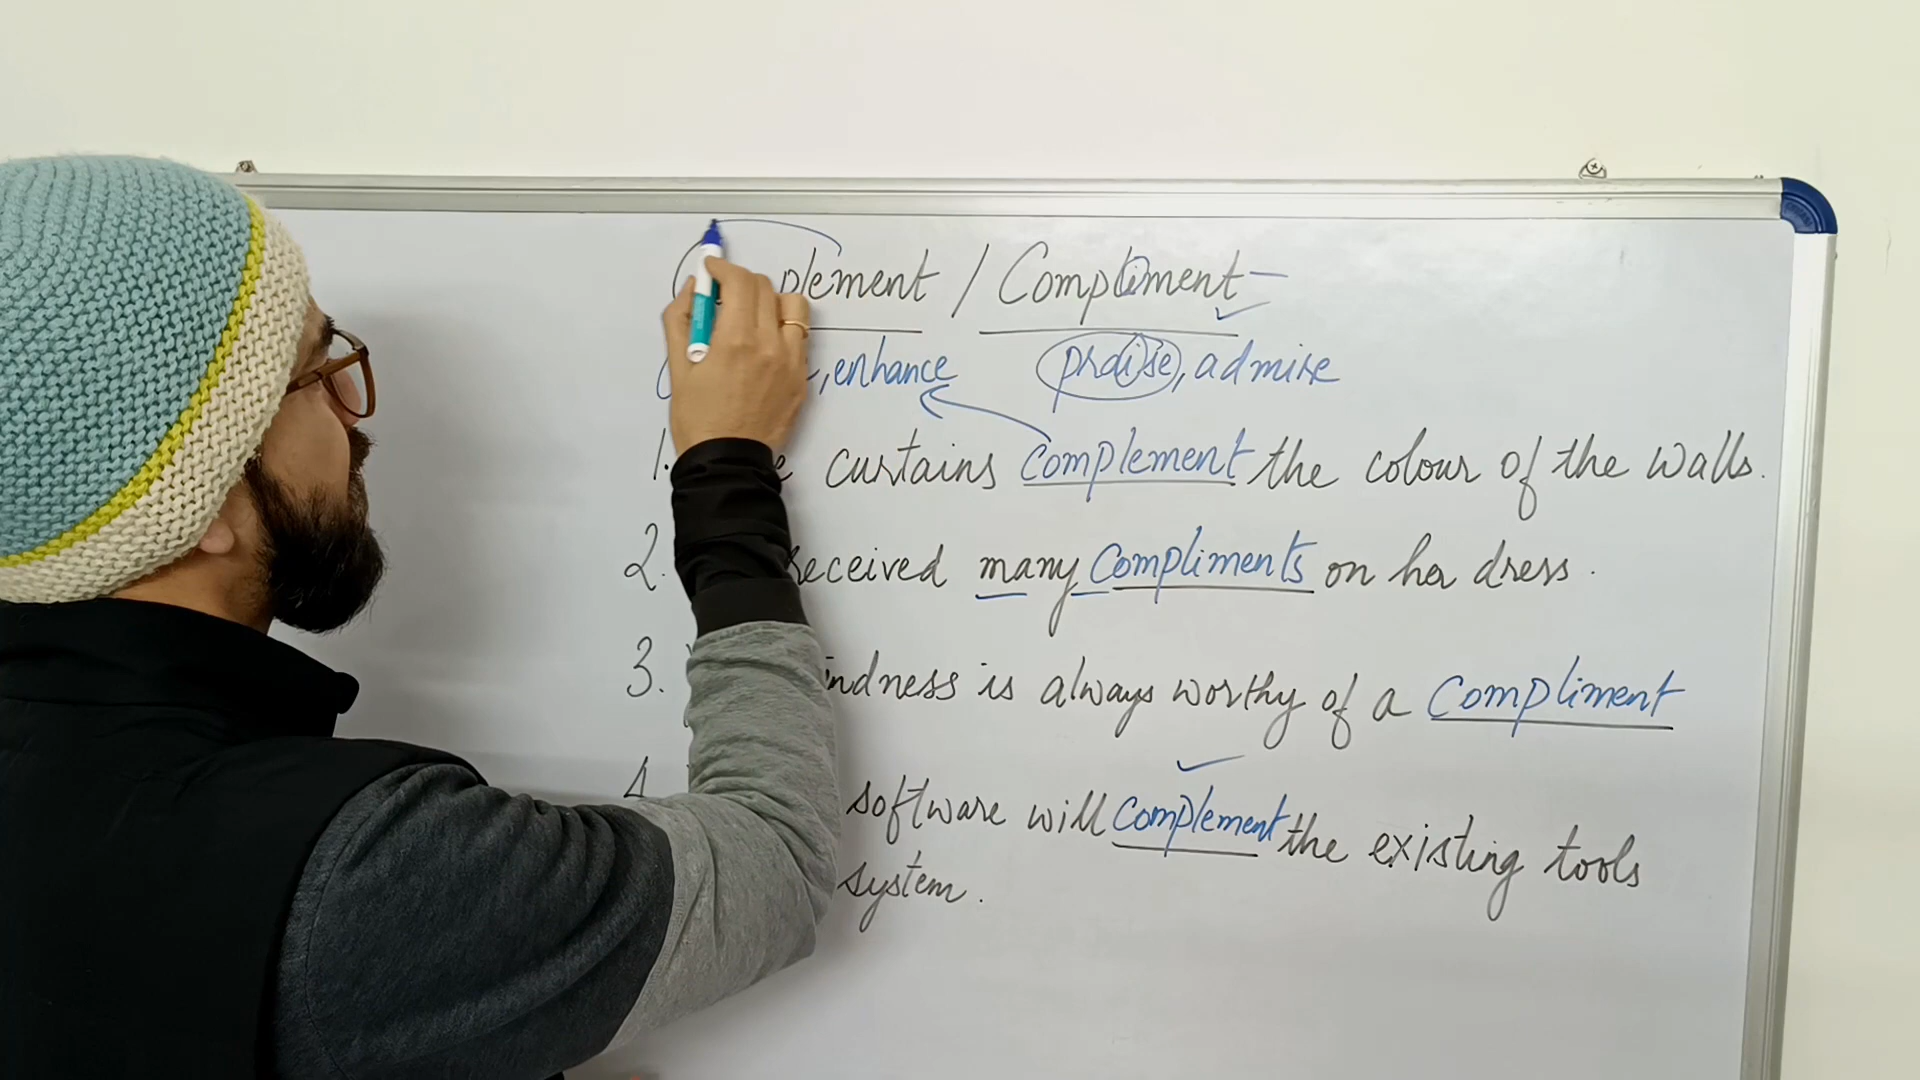 plement / Compliment-
, enhance praise, admire
1. curtains complement the colour of the walls.
2. received many compliments on her dress.
3. indness is always worthy of a compliment
4. software will complement the existing tools
system.